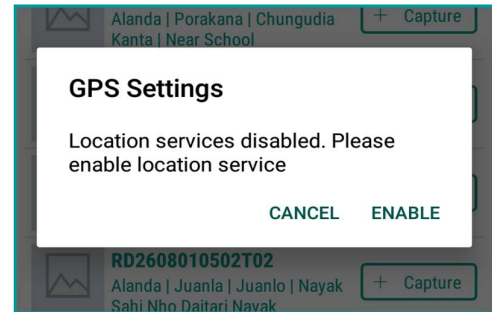 Alanda | Porakana | Chungudia
Kanta | Near School
+ Capture
GPS Settings
Location services disabled. Please
enable location service
CANCEL ENABLE
RD2608010502T02
Alanda | Juanla | Juanlo | Nayak
Sahi Nho Daitari Nayak
+ Capture